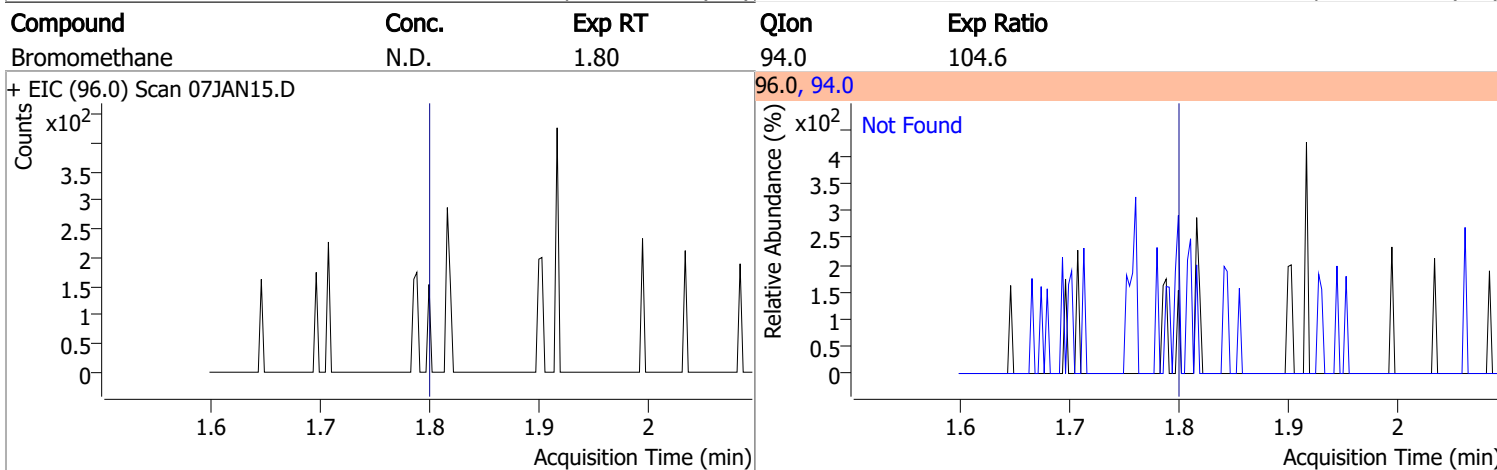 Compound Conc. Exp RT QIon Exp Ratio
Bromomethane N.D. 1.80 94.0 104.6
+ EIC (96.0) Scan 07JAN15.D
Counts
x10²
3.5
3
2.5
2
1.5
1
0.5
0
1.6 1.7 1.8 1.9 2
Acquisition Time (min)
96.0, 94.0
Relative Abundance (%)
x10²
Not Found
4
3.5
3
2.5
2
1.5
1
0.5
0
1.6 1.7 1.8 1.9 2
Acquisition Time (min)